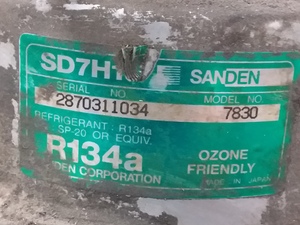 SD7H1 SANDEN
SERIAL NO MODEL NO
2870311034 7830
REFRIGERANT: R134a
SP-20 OR EQUIV.
R134a OZONE
FRIENDLY
DEN CORPORATION MADE IN JAPAN